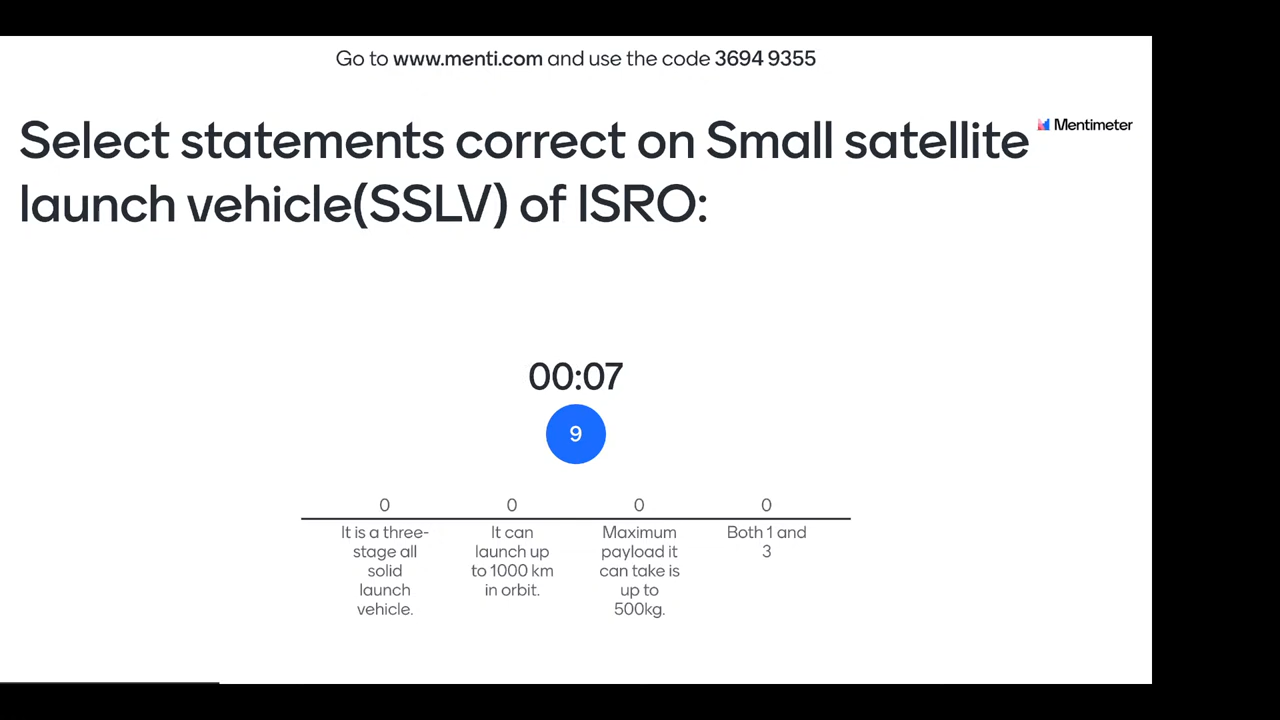 Go to www.menti.com and use the code 3694 9355
Select statements correct on Small satellite
launch vehicle(SSLV) of ISRO:
Mentimeter
00:07
9
0
0
0
0
It is a three-
stage all
solid
launch
vehicle.
It can
launch up
to 1000 km
in orbit.
Maximum
payload it
can take is
up to
500kg.
Both 1 and
3